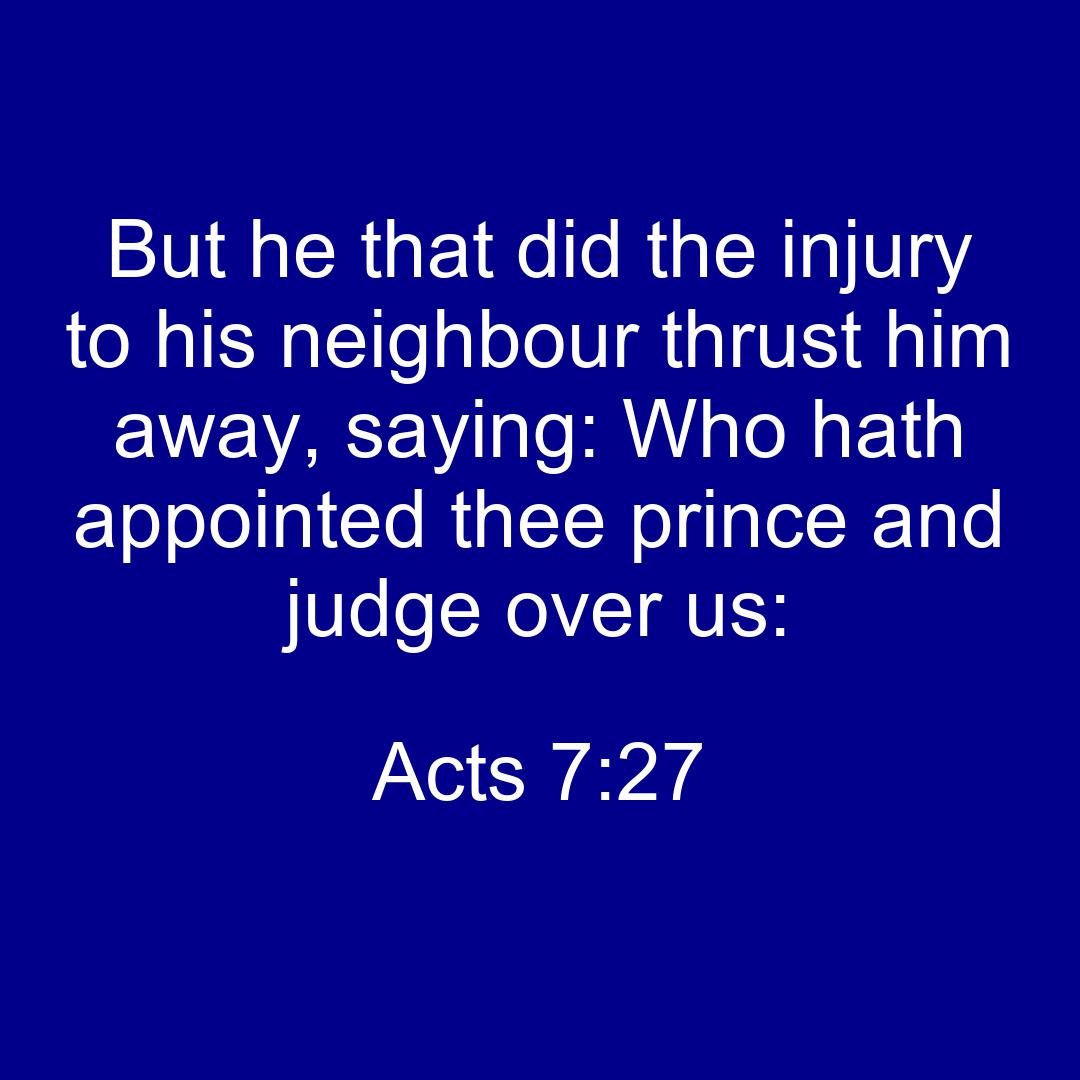 But he that did the injury
to his neighbour thrust him
away, saying: Who hath
appointed thee prince and
judge over us:
Acts 7:27